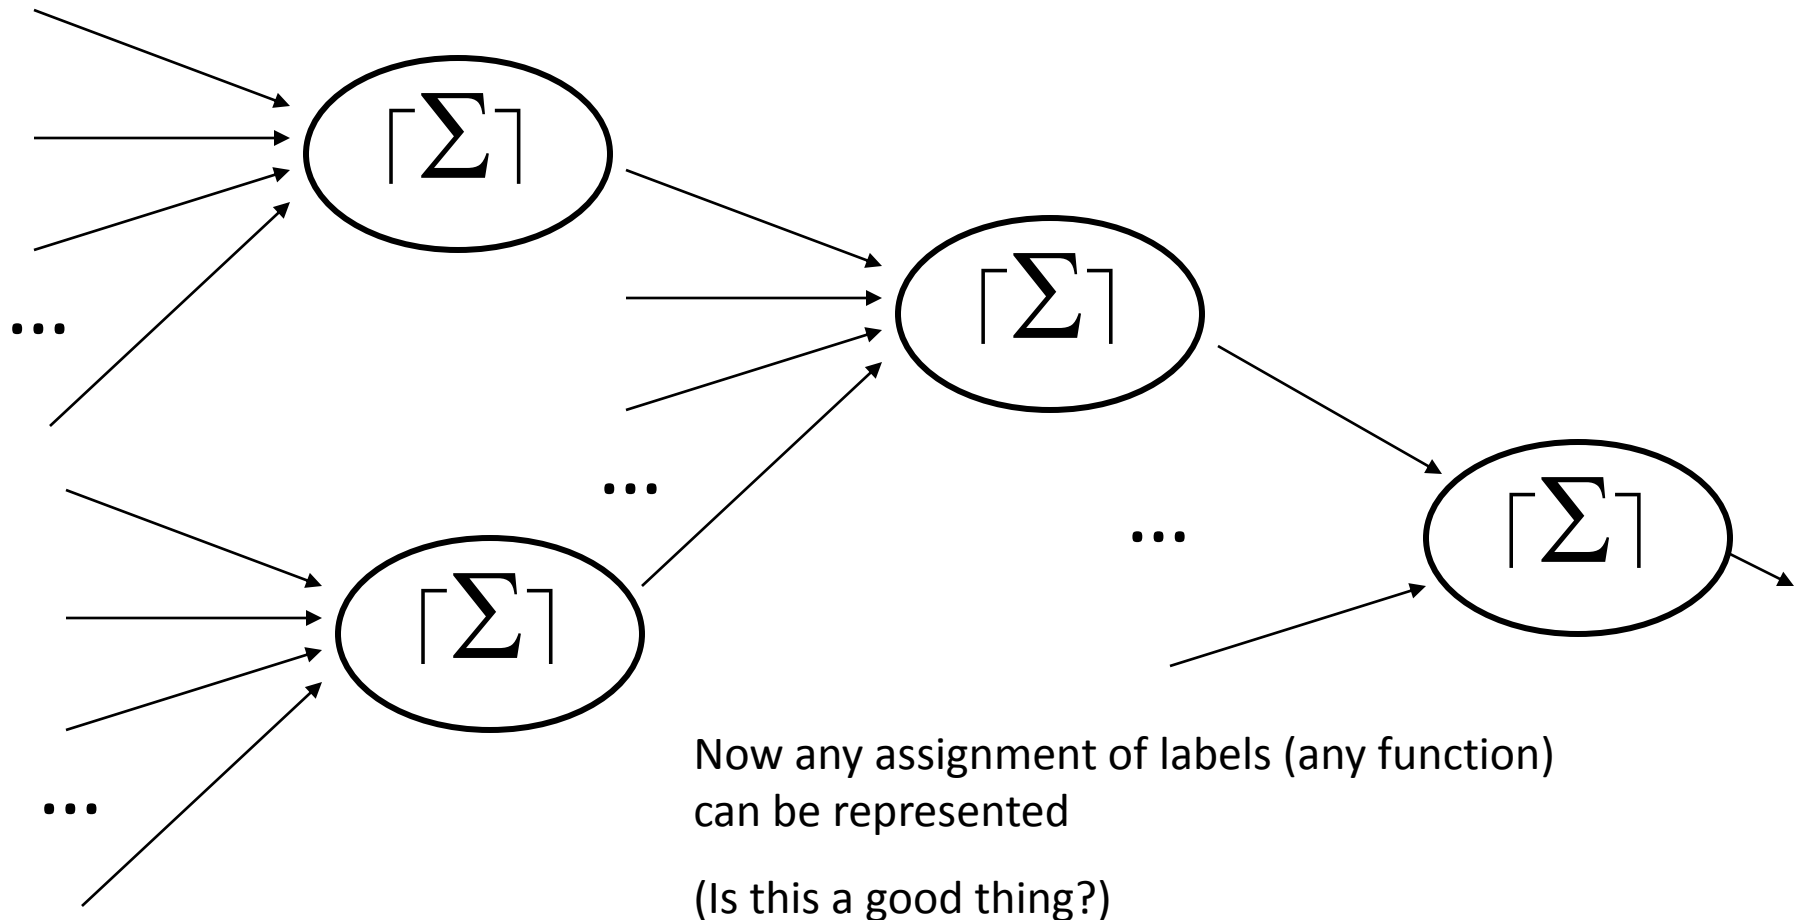 ⌈Σ⌉
⌈Σ⌉
...
...
⌈Σ⌉
...
⌈Σ⌉
Now any assignment of labels (any function)
can be represented
...
(Is this a good thing?)